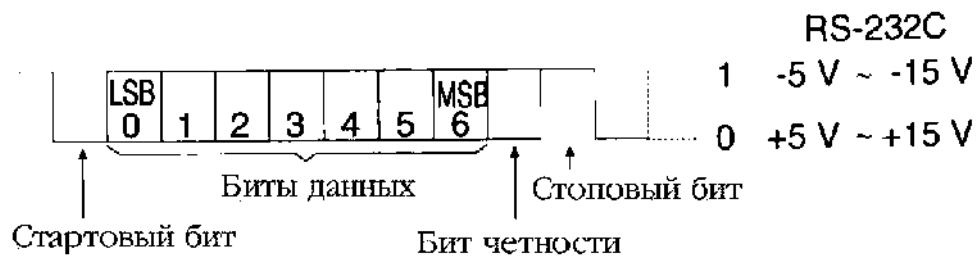 RS-232C
1 -5 V ~ -15 V
LSB MSB
0 1 2 3 4 5 6
0 +5 V ~ +15 V
Биты данных
Стоповый бит
Стартовый бит
Бит четности